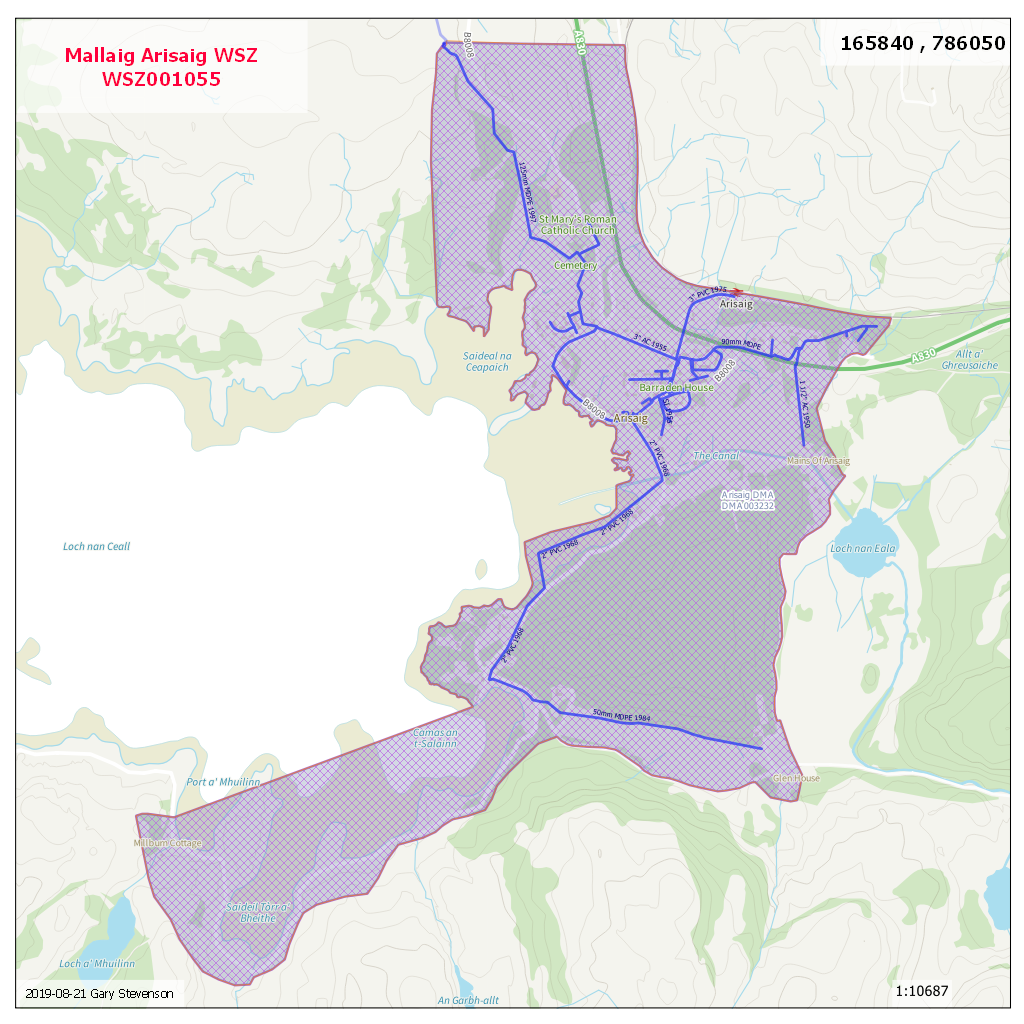 Mallaig Arisaig WSZ
WSZ001055
165840 , 786050
B8008
A830
125mm MDPE 1997
St Mary's Roman
Catholic Church
Cemetery
3" PVC 1975
Arisaig
3" AC 1955
90mm MDPE
A830
Allt a'
Ghreusaiche
Saideal na
Ceapaich
B8008
Barraden House
1 1/2" AC 1950
B8008
Arisaig
2" PVC 1968
The Canal
Mains Of Arisaig
Arisaig DMA
DMA003232
2" PVC 1968
2" PVC 1968
Loch nan Ceall
Loch nan Eala
2" PVC 1968
50mm MDPE 1984
Camas an
t-Salainn
Port a' Mhuilinn
Glen House
Millburn Cottage
Saideil Tòrr a'
Bheithe
Loch a' Mhuilinn
An Garbh-allt
2019-08-21 Gary Stevenson
1:10687